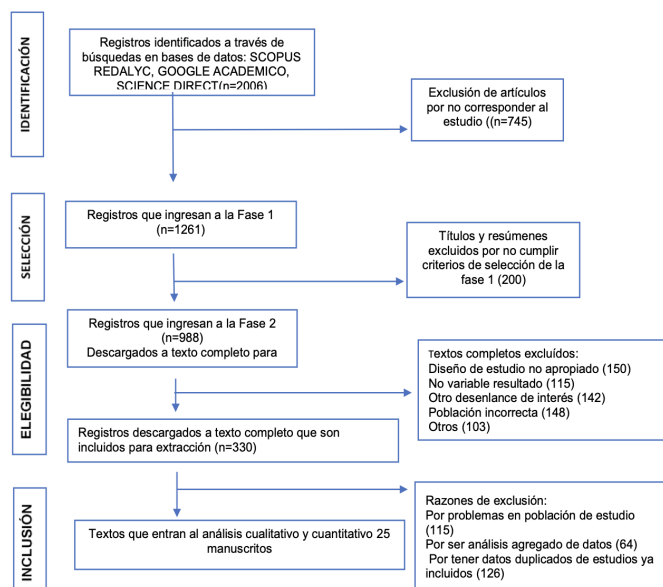 IDENTIFICACIÓN
Registros identificados a través de
búsquedas en bases de datos: SCOPUS
REDALYC, GOOGLE ACADEMICO,
SCIENCE DIRECT(n=2006)
Exclusión de artículos
por no corresponder al
estudio ((n=745)
SELECCIÓN
Registros que ingresan a la Fase 1
(n=1261)
Títulos y resúmenes
excluidos por no cumplir
criterios de selección de la
fase 1 (200)
ELEGIBILIDAD
Registros que ingresan a la Fase 2
(n=988)
Descargados a texto completo para
Textos completos excluídos:
Diseño de estudio no apropiado (150)
No variable resultado (115)
Otro desenlance de interés (142)
Población incorrecta (148)
Otros (103)
Registros descargados a texto completo que son
incluidos para extracción (n=330)
INCLUSIÓN
Textos que entran al análisis cualitativo y cuantitativo 25
manuscritos
Razones de exclusión:
Por problemas en población de estudio
(115)
Por ser análisis agregado de datos (64)
Por tener datos duplicados de estudios ya
incluidos (126)